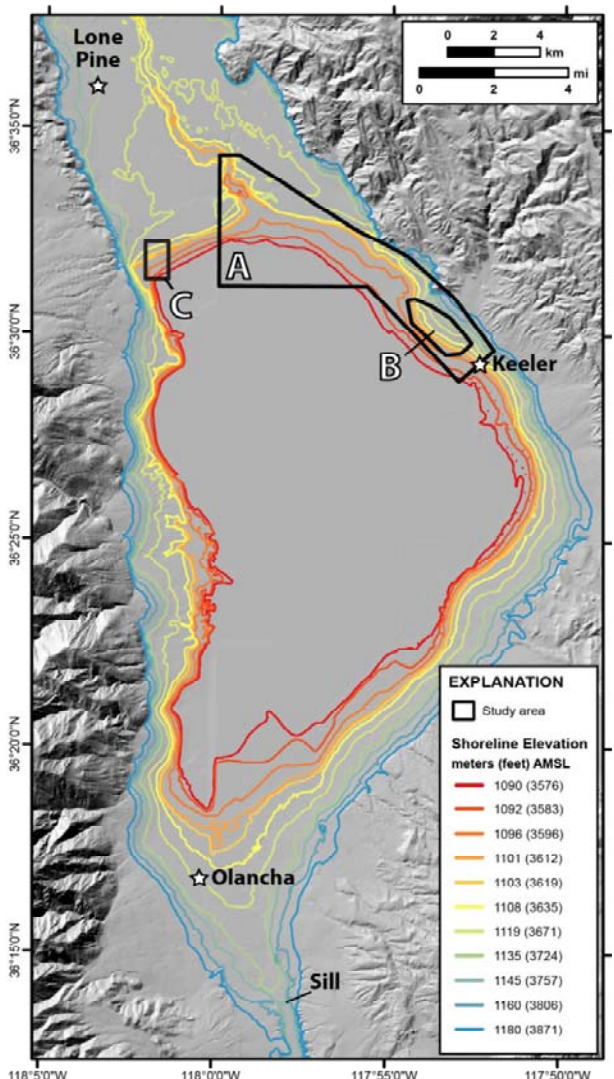 Lone
Pine
0 2 4
km
0 2 4
mi
36°35'0"N
A
C
36°30'0"N
B
Keeler
36°25'0"N
36°20'0"N
Olancha
36°15'0"N
Sill
EXPLANATION
Study area
Shoreline Elevation
meters (feet) AMSL
1090 (3576)
1092 (3583)
1096 (3596)
1101 (3612)
1103 (3619)
1108 (3635)
1119 (3671)
1135 (3724)
1145 (3757)
1160 (3806)
1180 (3871)
118°5'0"W 118°0'0"W 117°55'0"W 117°50'0"W